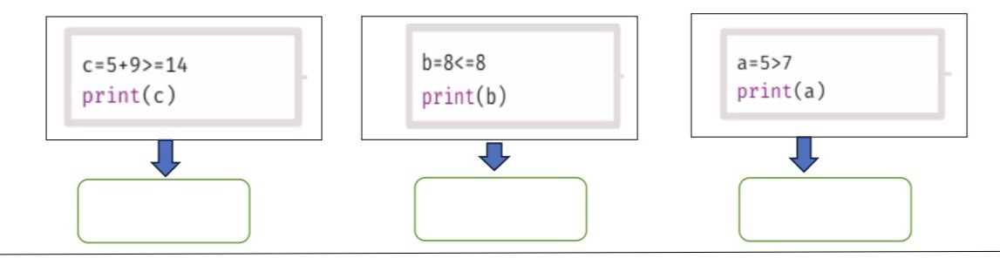 c=5+9>=14
print(c)
b=8<=8
print(b)
a=5>7
print(a)